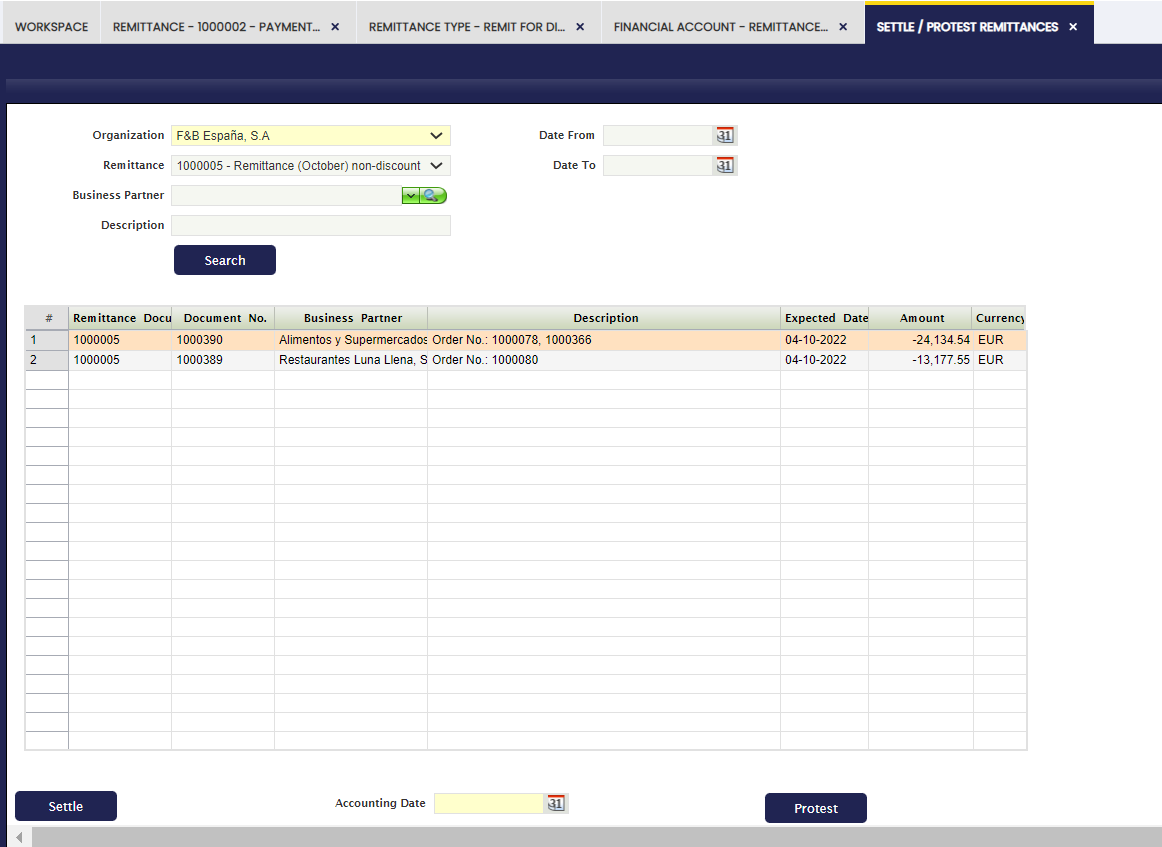 WORKSPACE REMITTANCE - 1000002 - PAYMENT... × REMITTANCE TYPE - REMIT FOR DI... × FINANCIAL ACCOUNT - REMITTANCE... × SETTLE / PROTEST REMITTANCES ×
Organization F&B España, S.A Date From 31
Remittance 1000005 - Remittance (October) non-discount Date To 31
Business Partner
Description
Search
# Remittance Docu Document No. Business Partner Description Expected Date Amount Currency
1 1000005 1000390 Alimentos y Supermercados Order No.: 1000078, 1000366 04-10-2022 -24,134.54 EUR
2 1000005 1000389 Restaurantes Luna Llena, S Order No.: 1000080 04-10-2022 -13,177.55 EUR
Settle Accounting Date 31 Protest